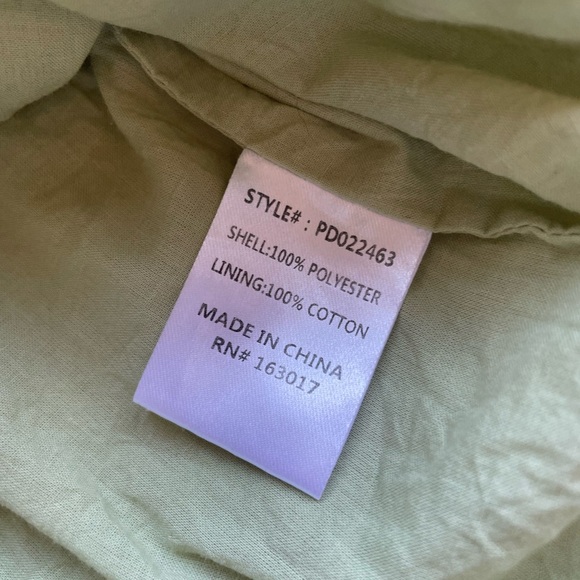 STYLE# : PD022463
SHELL:100% POLYESTER
LINING:100% COTTON
MADE IN CHINA
RN# 163017